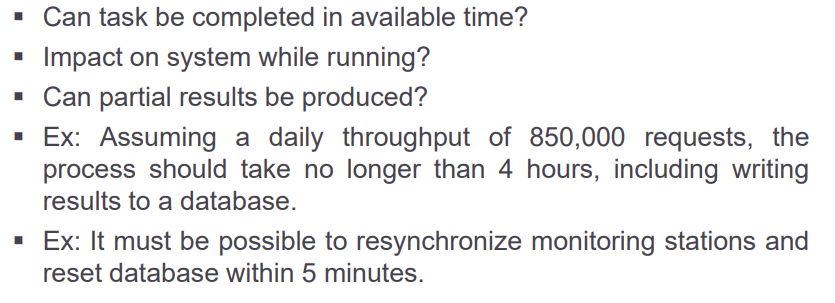 ▪ Can task be completed in available time?
▪ Impact on system while running?
▪ Can partial results be produced?
▪ Ex: Assuming a daily throughput of 850,000 requests, the
process should take no longer than 4 hours, including writing
results to a database.
▪ Ex: It must be possible to resynchronize monitoring stations and
reset database within 5 minutes.